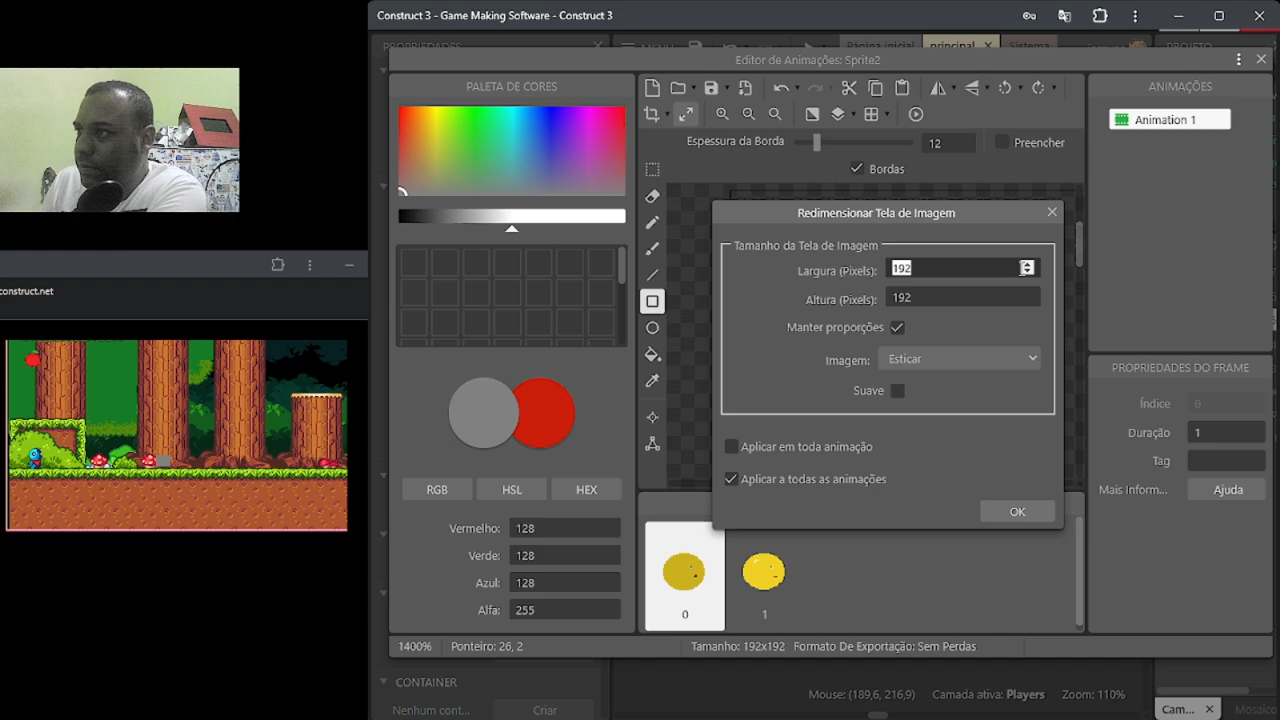 Construct 3 - Game Making Software - Construct 3
PROPRIEDADES
MENU
Página inicial
principal
Sistema
PROJETO
Editor de Animações: Sprite2
PALETA DE CORES
ANIMAÇÕES
Animation 1
Espessura da Borda
12
Preencher
Bordas
Redimensionar Tela de Imagem
Tamanho da Tela de Imagem
Largura (Pixels):
192
Altura (Pixels):
192
Manter proporções
Imagem:
Esticar
Suave
Aplicar em toda animação
Aplicar a todas as animações
OK
construct.net
RGB
HSL
HEX
Vermelho:
128
Verde:
128
Azul:
128
Alfa:
255
0
1
PROPRIEDADES DO FRAME
Índice
0
Duração
1
Tag
Mais Inform...
Ajuda
1400%
Ponteiro: 26, 2
Tamanho: 192x192
Formato De Exportação: Sem Perdas
CONTAINER
Nenhum cont...
Criar
Mouse: (189,6, 216,9)
Camada ativa: Players
Zoom: 110%
Cam...
Mosaico